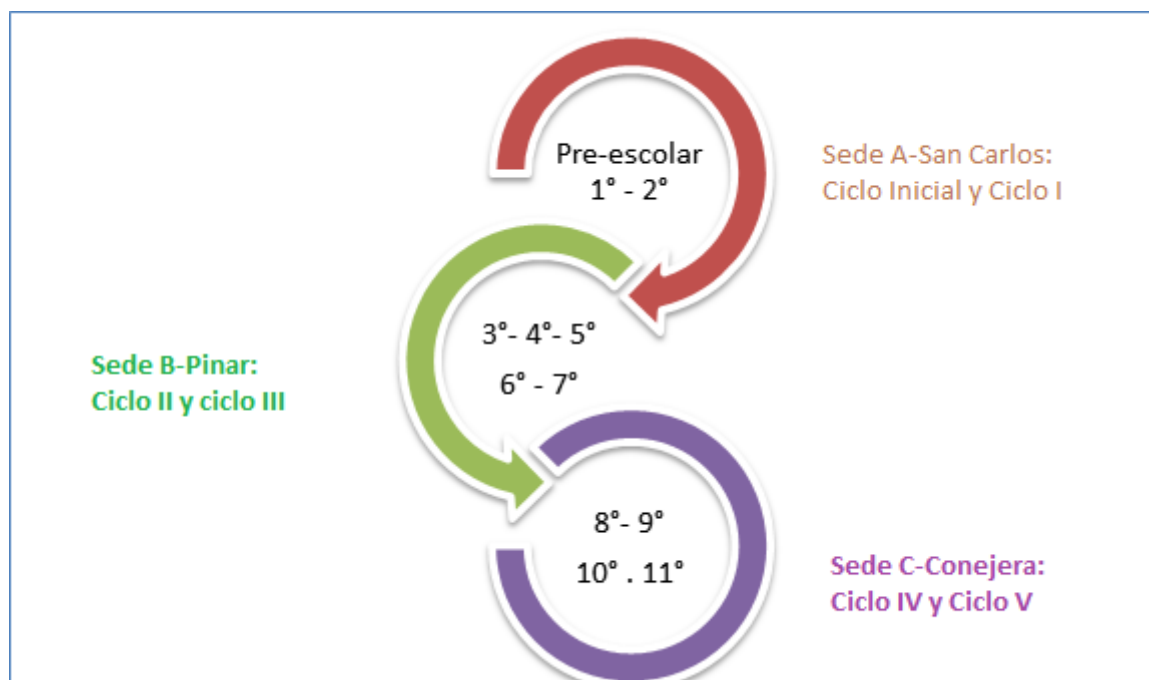 Pre-escolar
1° - 2°
Sede A-San Carlos:
Ciclo Inicial y Ciclo I
3°- 4°- 5°
6° - 7°
Sede B-Pinar:
Ciclo II y ciclo III
8°- 9°
10° . 11°
Sede C-Conejera:
Ciclo IV y Ciclo V